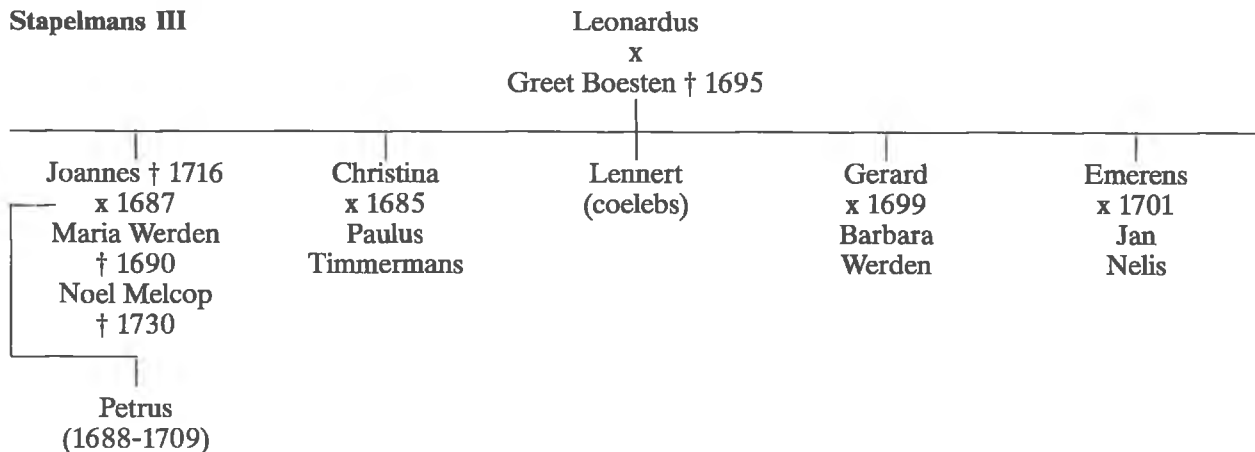 Stapelmans III
Leonardus
x
Greet Boesten † 1695
Joannes † 1716
x 1687
Maria Werden
† 1690
Noel Melcop
† 1730
Christina
x 1685
Paulus
Timmermans
Lennert
(coelebs)
Gerard
x 1699
Barbara
Werden
Emerens
x 1701
Jan
Nelis
Petrus
(1688-1709)